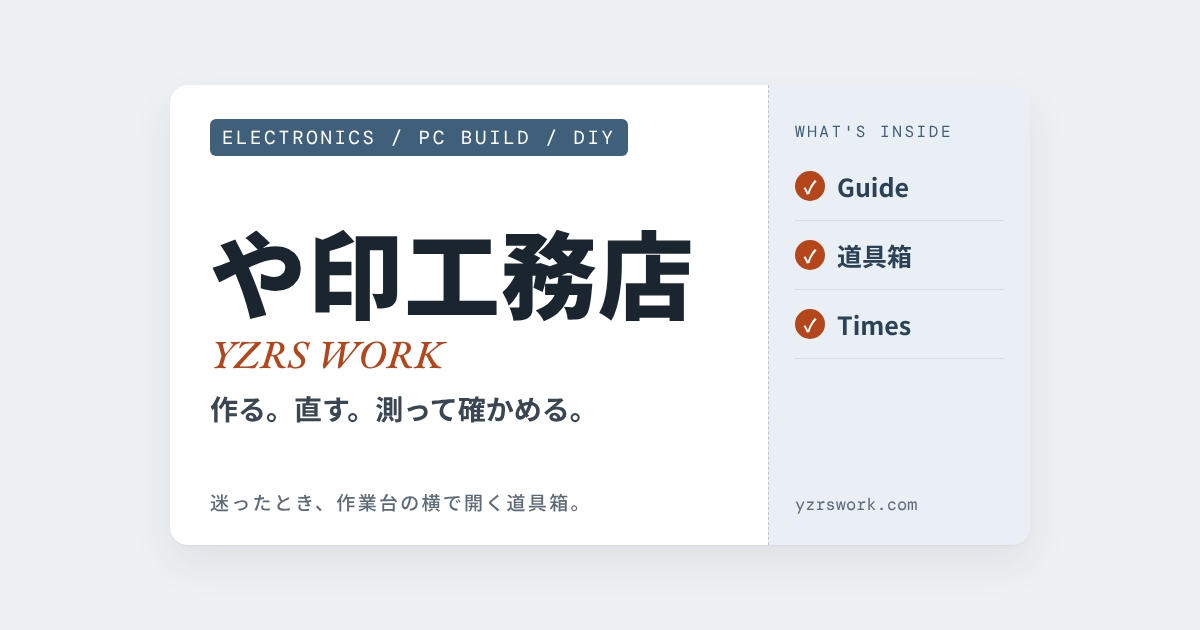 ELECTRONICS / PC BUILD / DIY
や印工務店
YZRS WORK
作る。直す。測って確かめる。
迷ったとき、作業台の横で開く道具箱。
WHAT'S INSIDE
✓ Guide
✓ 道具箱
✓ Times
yzrswork.com